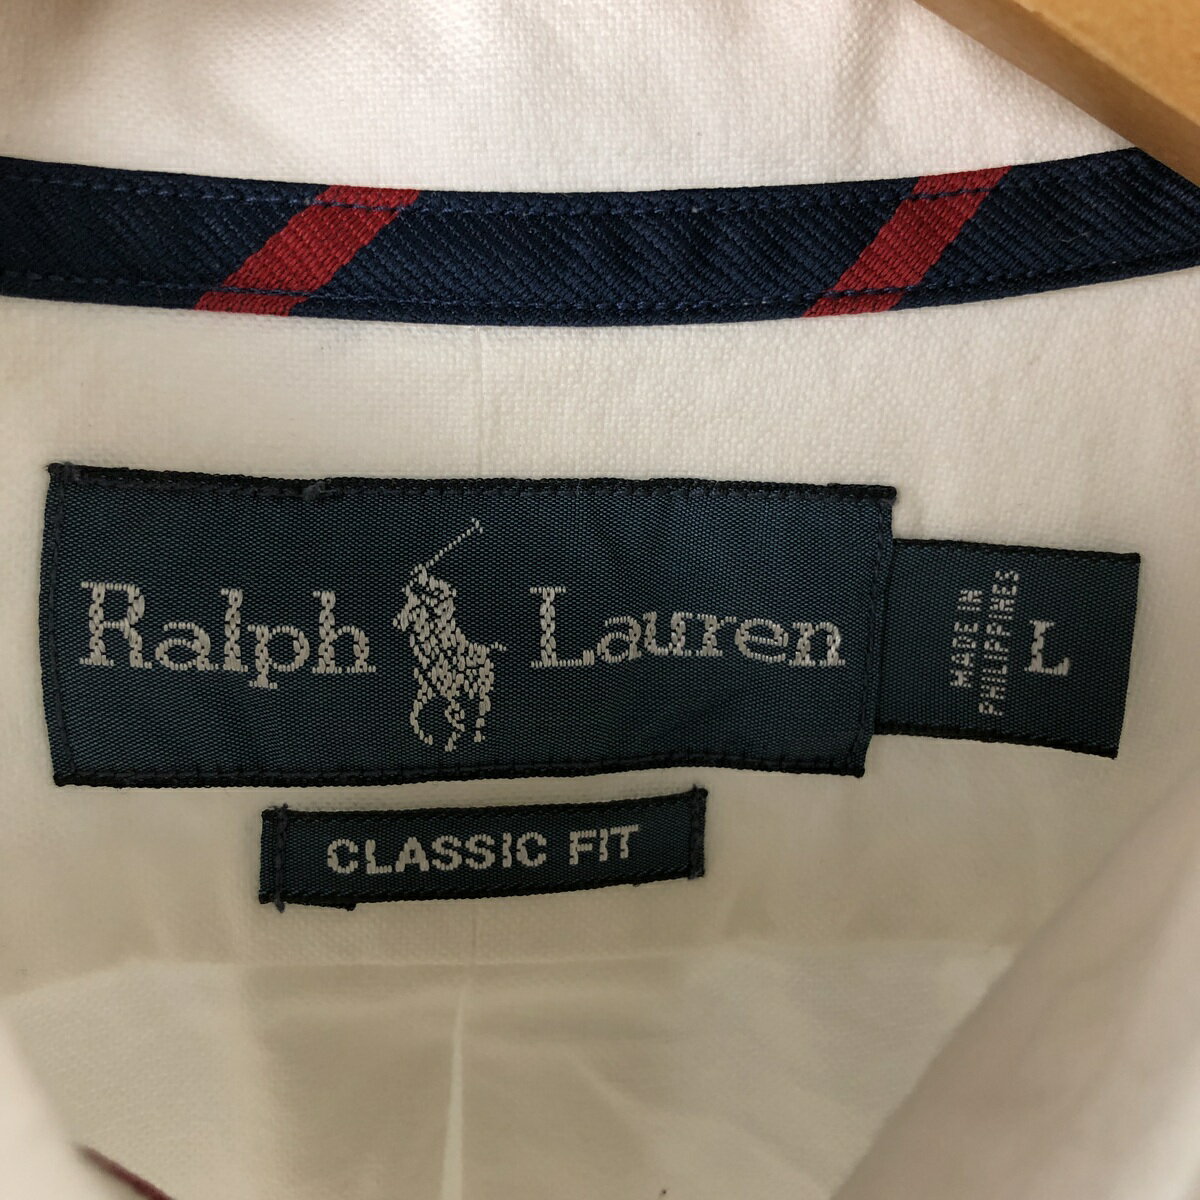 Ralph Lauren
MADE IN
PHILIPPINES
L
CLASSIC FIT